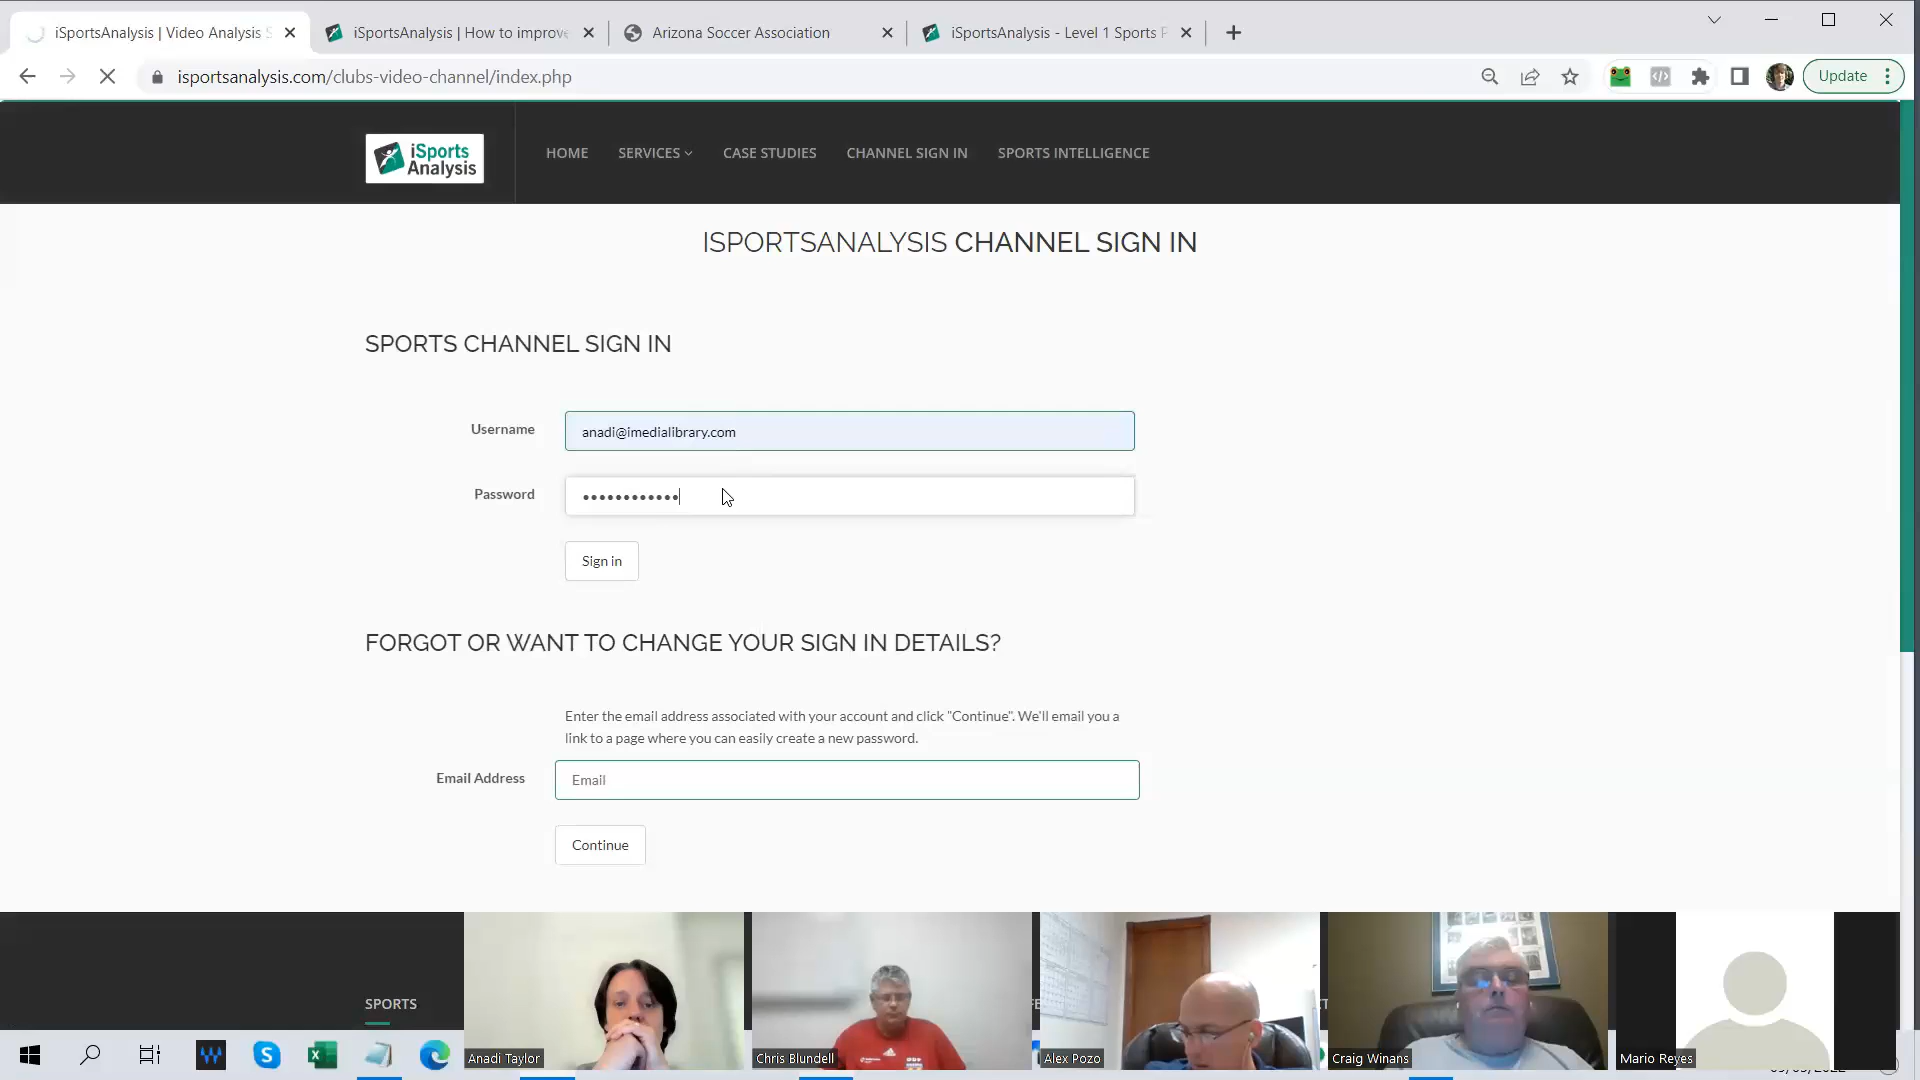 iSportsAnalysis | Video Analysis S
iSportsAnalysis | How to improve
Arizona Soccer Association
iSportsAnalysis - Level 1 Sports P
isportsanalysis.com/clubs-video-channel/index.php
Update
iSports
Analysis
HOME
SERVICES
CASE STUDIES
CHANNEL SIGN IN
SPORTS INTELLIGENCE
ISPORTSANALYSIS CHANNEL SIGN IN
SPORTS CHANNEL SIGN IN
Username
anadi@imedialibrary.com
Password
••••••••••••
Sign in
FORGOT OR WANT TO CHANGE YOUR SIGN IN DETAILS?
Enter the email address associated with your account and click "Continue". We'll email you a
link to a page where you can easily create a new password.
Email Address
Email
Continue
SPORTS
Anadi Taylor
Chris Blundell
Alex Pozo
Craig Winans
Mario Reyes